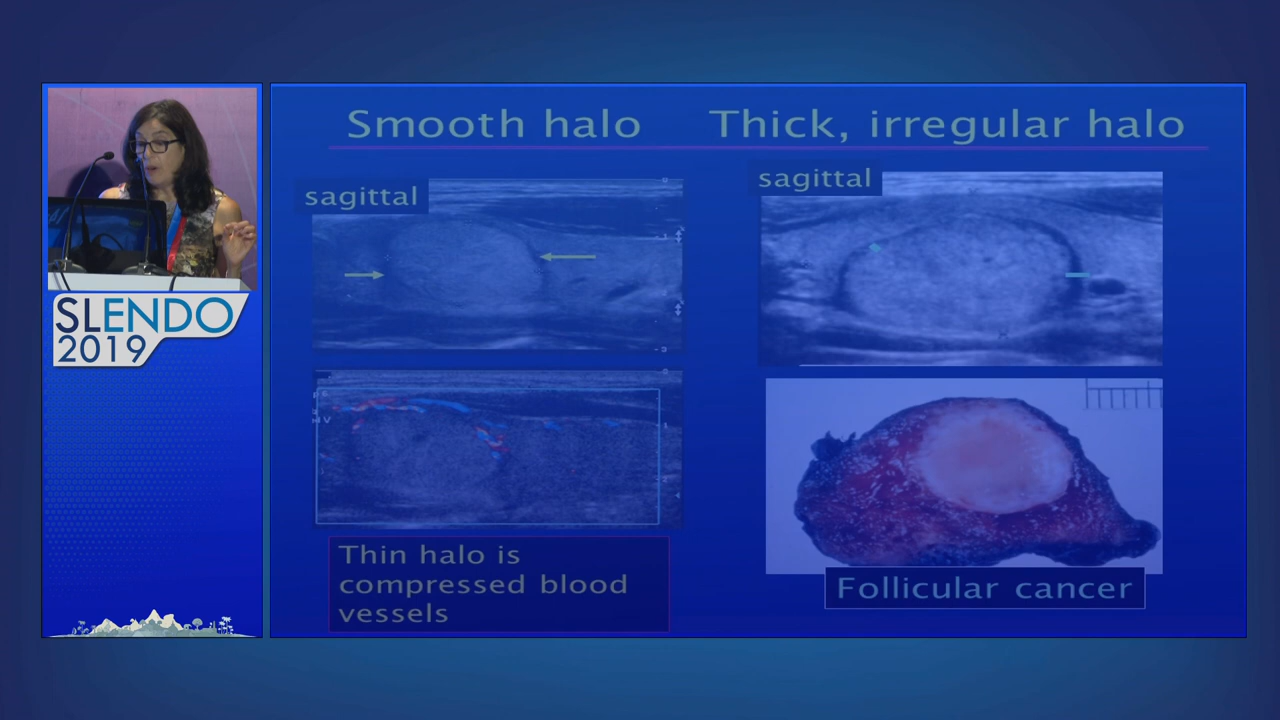 SLENDO
2019
Smooth halo
Thick, irregular halo
sagittal
sagittal
Thin halo is
compressed blood
vessels
Follicular cancer